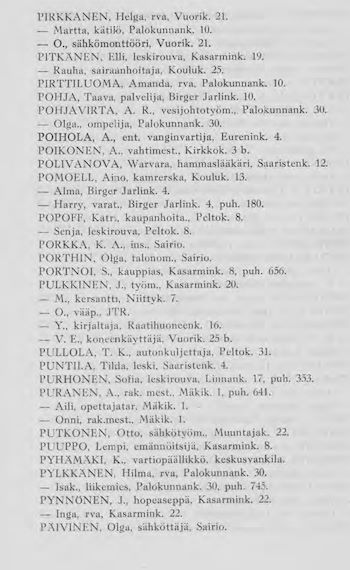 PIRKKANEN, Helga, rva, Vuorik. 21.
— Martta, kätilö, Palokunnank. 10.
— O., sähkömonttööri, Vuorik. 21.
PITKÄNEN, Elli, leskirouva, Kasarmink. 19.
— Rauha, sairaanhoitaja, Kouluk. 25.
PIRTTILUOMA, Amanda, rva, Palokunnank. 10.
POHJA, Taava, palvelija, Birger Jarlink. 10.
POHJAVIRTA, A. R., vesijohtotyöm., Palokunnank. 30.
— Olga., ompelija, Palokunnank. 30.
POIHOLA, A., ent. vanginvartija, Eurenink. 4.
POIKONEN, A., vahtimest., Kirkkok. 3 b.
POLIVANOVA, Warvara, hammaslääkäri, Saaristenk. 12.
POMOELL, Aino, kamrerska, Kouluk. 13.
— Alma, Birger Jarlink. 4.
— Harry, varat., Birger Jarlink. 4, puh. 180.
POPOFF, Katri, kaupanhoita., Peltok. 8.
— Senja, leskirouva, Peltok. 8.
PORKKA, K. A., ins., Sairio.
PORTHIN, Olga, talonom., Sairio.
PORTNOI, S., kauppias, Kasarmink. 8, puh. 656.
PULKKINEN, J., työm., Kasarmink. 20.
— M., kersantti, Niittyk. 7.
— O., vääp., JTR.
— Y., kirjaltaja, Raatihuoneenk. 16.
— V. E., koneenkäyttäjä, Vuorik. 25 b.
PULLOLA, T. K., autonkuljettaja, Peltok. 31.
PUNTILA, Tilda, leski, Saaristenk. 4.
PURHONEN, Sofia, leskirouva, Linnank. 17, puh. 353.
PURANEN, A., rak. mest., Mäkik. 1, puh. 641.
— Aili, opettajatar, Mäkik. 1.
— Onni, rak.mest., Mäkik. 1.
PUTKONEN, Otto, sähkötyöm., Muuntajak. 22.
PUUPPO, Lempi, emännöitsijä, Kasarmink. 8.
PYHÄMÄKI, K., vartiopäällikkö, keskusvankila.
PYLKKÄNEN, Hilma, rva, Palokunnank. 30.
— Isak., liikemies, Palokunnank. 30, puh. 745.
PYNNÖNEN, J., hopeaseppä, Kasarmink. 22.
— Inga, rva, Kasarmink. 22.
PÄIVINEN, Olga, sähköttäjä, Sairio.